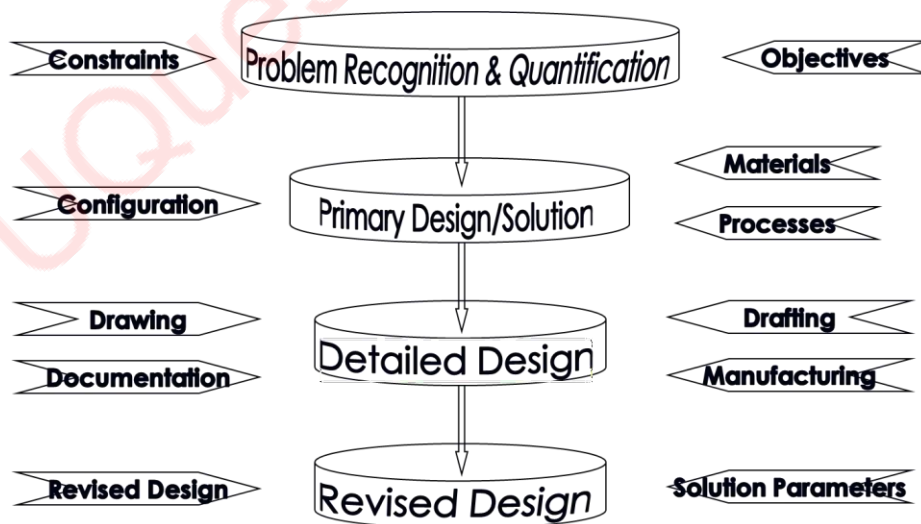 Constraints
Problem Recognition & Quantification
Objectives
Materials
Configuration
Primary Design/Solution
Processes
Drawing
Drafting
Detailed Design
Documentation
Manufacturing
Revised Design
Revised Design
Solution Parameters